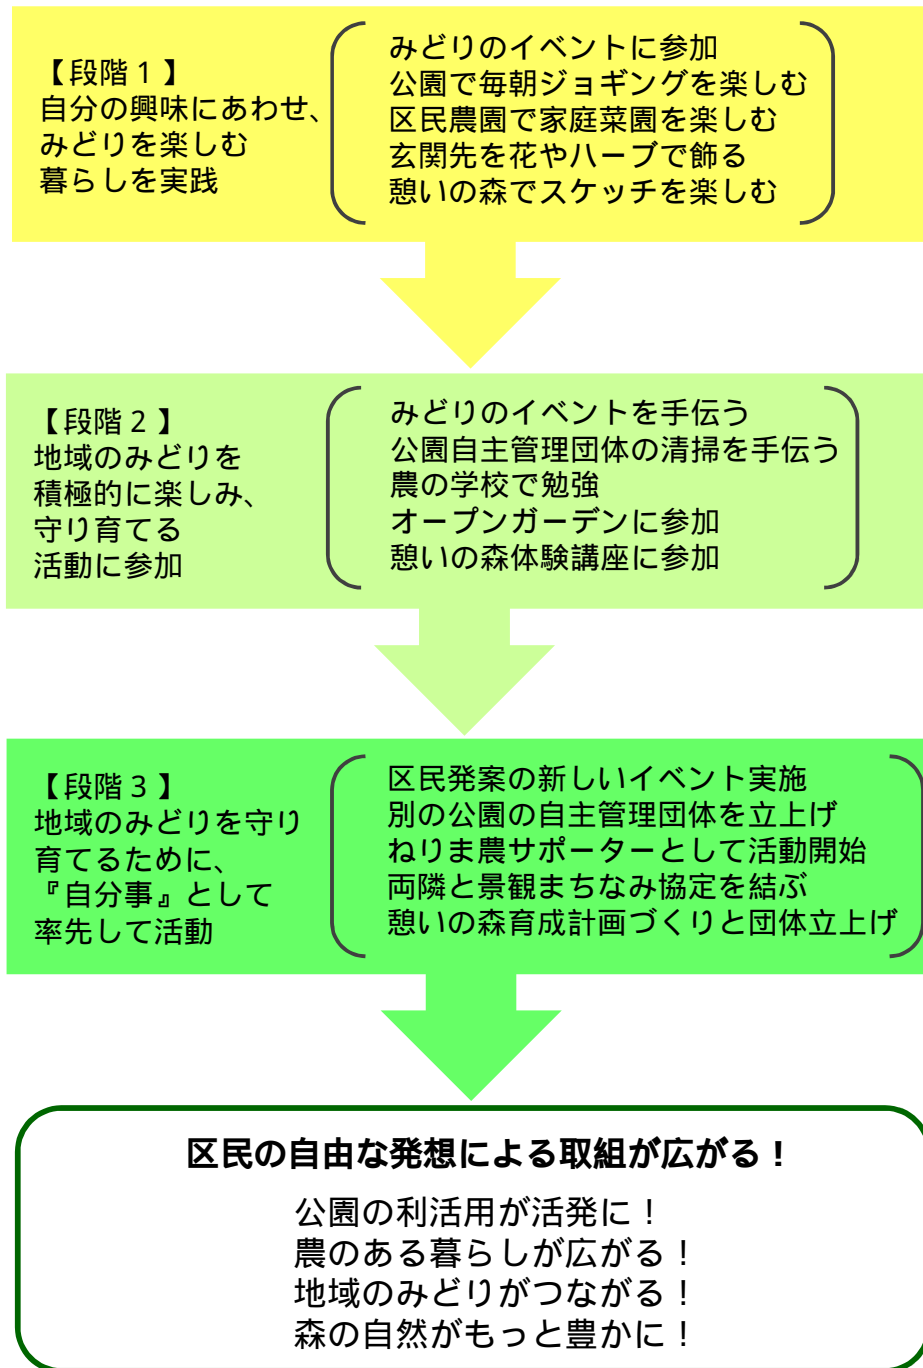 【段階１】
自分の興味にあわせ、
みどりを楽しむ
暮らしを実践
みどりのイベントに参加
公園で毎朝ジョギングを楽しむ
区民農園で家庭菜園を楽しむ
玄関先を花やハーブで飾る
憩いの森でスケッチを楽しむ
【段階２】
地域のみどりを
積極的に楽しみ、
守り育てる
活動に参加
みどりのイベントを手伝う
公園自主管理団体の清掃を手伝う
農の学校で勉強
オープンガーデンに参加
憩いの森体験講座に参加
【段階３】
地域のみどりを守り
育てるために、
『自分事』として
率先して活動
区民発案の新しいイベント実施
別の公園の自主管理団体を立上げ
ねりま農サポーターとして活動開始
両隣と景観まちなみ協定を結ぶ
憩いの森育成計画づくりと団体立上げ
区民の自由な発想による取組が広がる！
公園の利活用が活発に！
農のある暮らしが広がる！
地域のみどりがつながる！
森の自然がもっと豊かに！